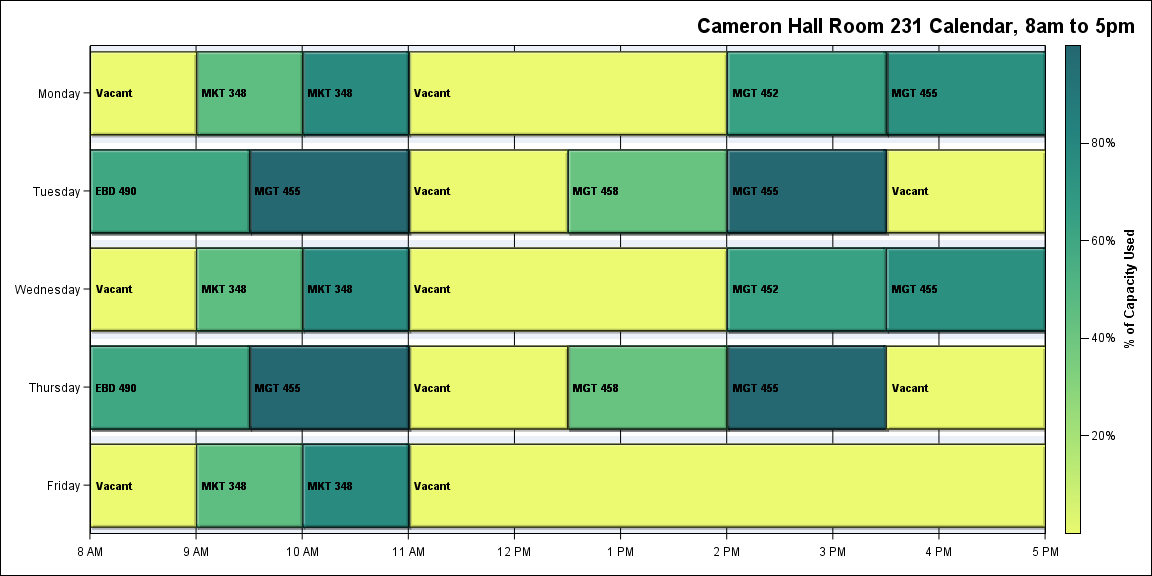 Cameron Hall Room 231 Calendar, 8am to 5pm
Monday
Vacant
MKT 348
MKT 348
Vacant
MGT 452
MGT 455
Tuesday
EBD 490
MGT 455
Vacant
MGT 458
MGT 455
Vacant
Wednesday
Vacant
MKT 348
MKT 348
Vacant
MGT 452
MGT 455
Thursday
EBD 490
MGT 455
Vacant
MGT 458
MGT 455
Vacant
Friday
Vacant
MKT 348
MKT 348
Vacant
8 AM
9 AM
10 AM
11 AM
12 PM
1 PM
2 PM
3 PM
4 PM
5 PM
80%
60%
40%
20%
% of Capacity Used